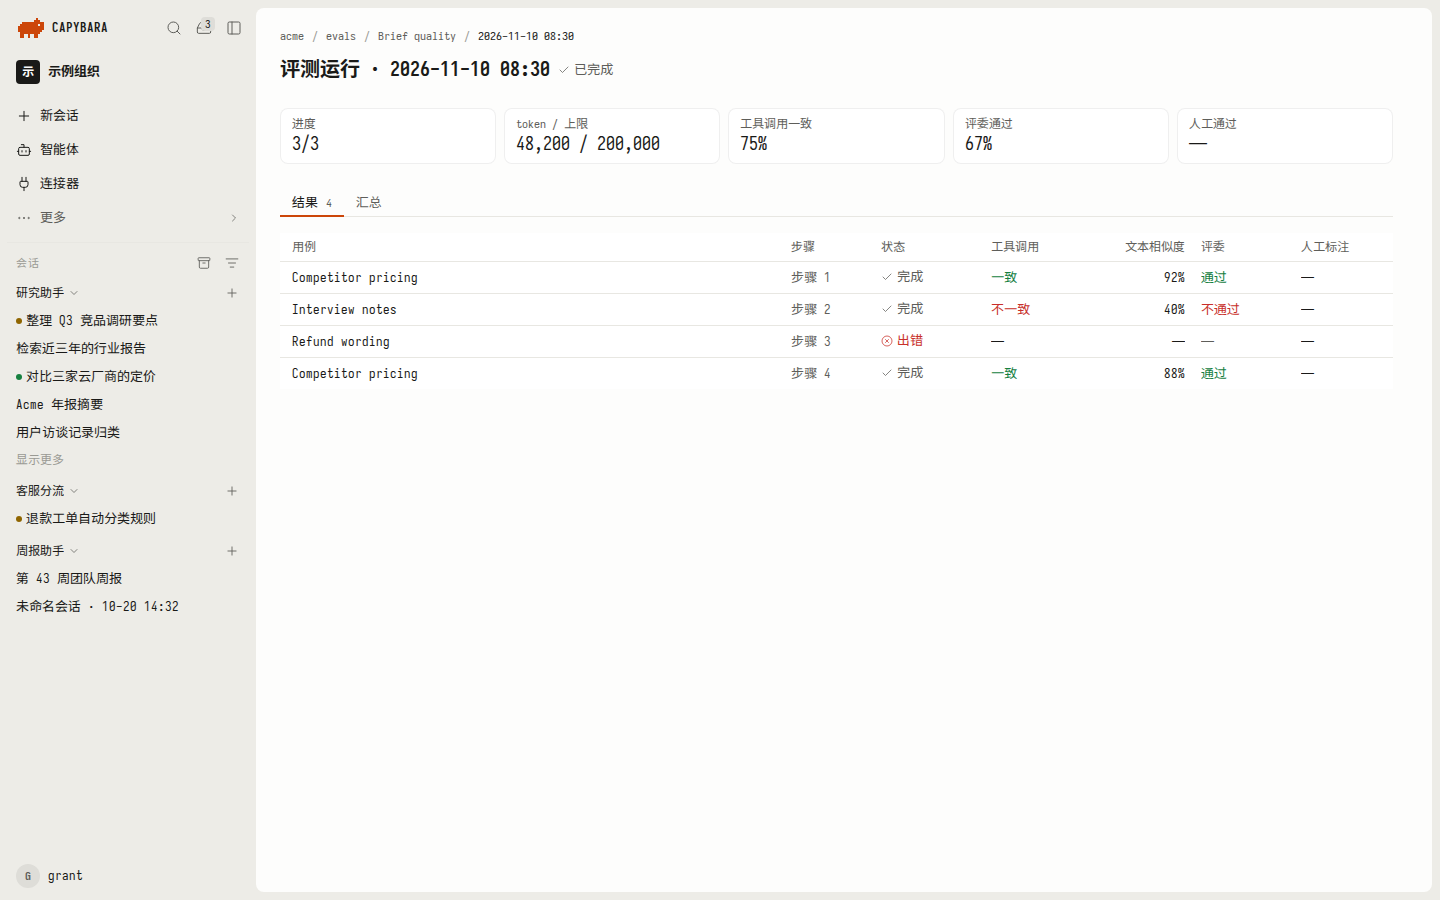 CAPYBARA
3
示 示例组织
新会话
智能体
连接器
更多
会话
研究助手
整理 Q3 竞品调研要点
检索近三年的行业报告
对比三家云厂商的定价
Acme 年报摘要
用户访谈记录归类
显示更多
客服分流
退款工单自动分类规则
周报助手
第 43 周团队周报
未命名会话 · 10-20 14:32
G grant
acme / evals / Brief quality / 2026-11-10 08:30
评测运行 · 2026-11-10 08:30 已完成
进度
3/3
token / 上限
48,200 / 200,000
工具调用一致
75%
评委通过
67%
人工通过
—
结果 4 汇总
用例 步骤 状态 工具调用 文本相似度 评委 人工标注
Competitor pricing 步骤 1 完成 一致 92% 通过 —
Interview notes 步骤 2 完成 不一致 40% 不通过 —
Refund wording 步骤 3 出错 — — — —
Competitor pricing 步骤 4 完成 一致 88% 通过 —